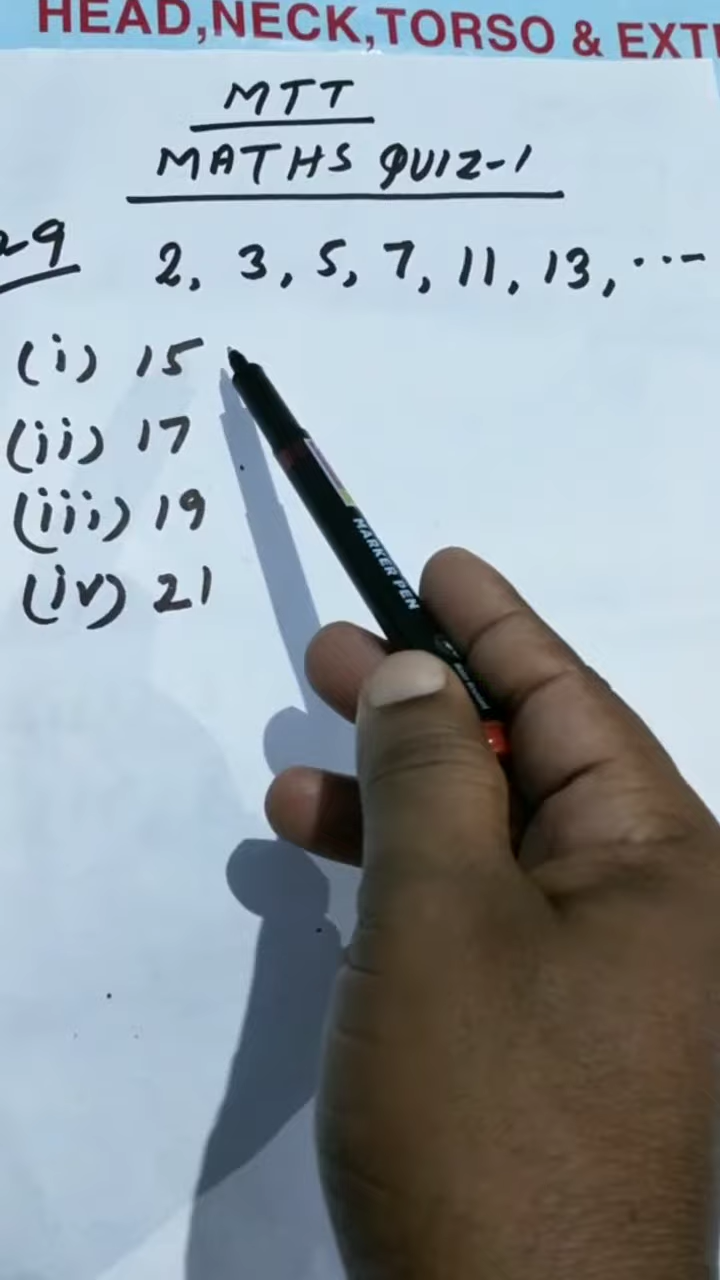 HEAD,NECK,TORSO &
MTT
MATHS QUIZ-1
2, 3, 5, 7, 11, 13, ...
(i) 15
(ii) 17
(iii) 19
(iv) 21
MARKER PEN